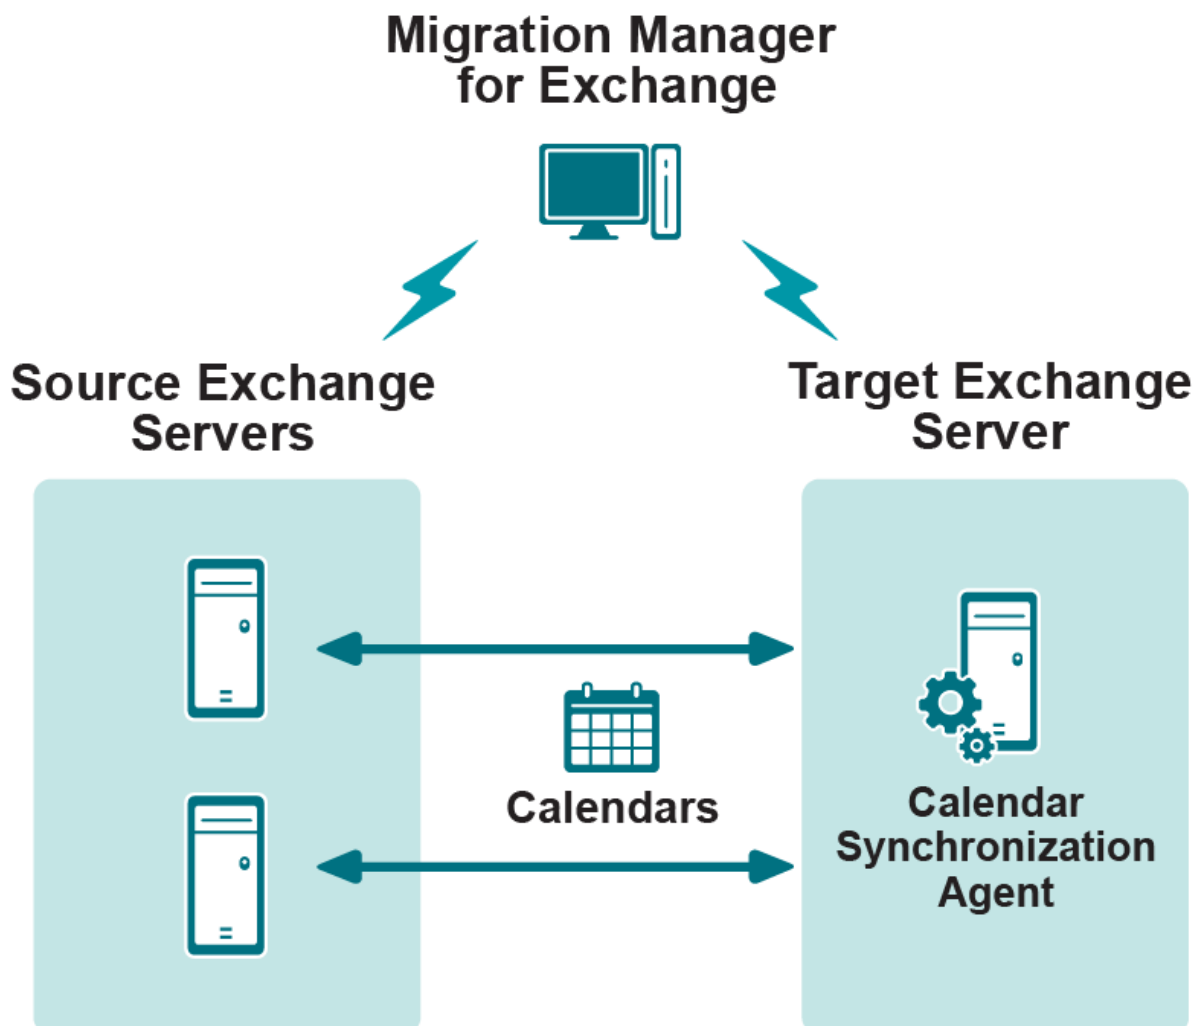 Migration Manager
for Exchange
Source Exchange
Servers
Target Exchange
Server
Calendars
Calendar
Synchronization
Agent